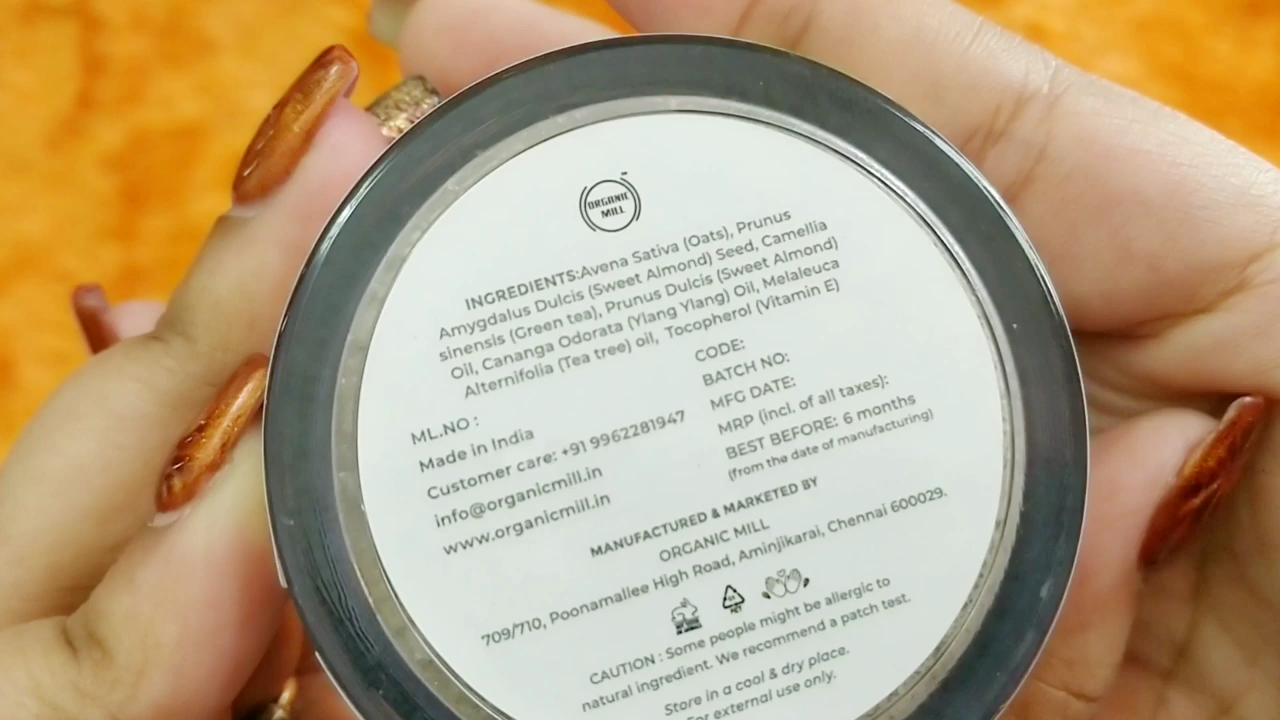 ORGANIC
MILL
INGREDIENTS:Avena Sativa (Oats), Prunus
Amygdalus Dulcis (Sweet Almond) Seed, Camellia
sinensis (Green tea), Prunus Dulcis (Sweet Almond)
Oil, Cananga Odorata (Ylang Ylang) Oil, Melaleuca
Alternifolia (Tea tree) oil, Tocopherol (Vitamin E)
ML.NO :
Made in India
Customer care: +91 9962281947
info@organicmill.in
www.organicmill.in
CODE:
BATCH NO:
MFG DATE:
MRP (incl. of all taxes):
BEST BEFORE: 6 months
(from the date of manufacturing)
MANUFACTURED & MARKETED BY
ORGANIC MILL
709/710, Poonamallee High Road, Aminjikarai, Chennai 600029.
CAUTION : Some people might be allergic to
natural ingredient. We recommend a patch test.
Store in a cool & dry place.
For external use only.